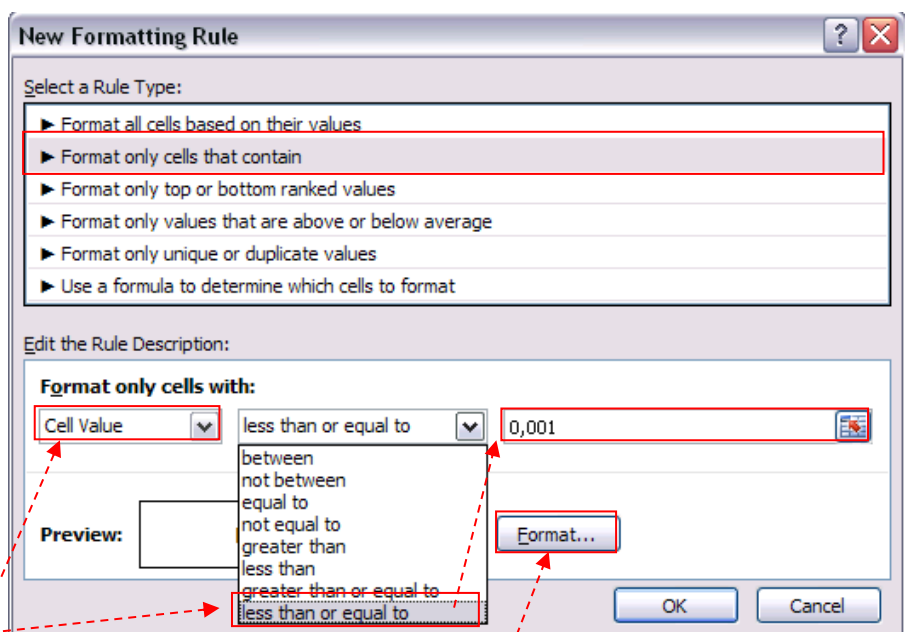 New Formatting Rule
Select a Rule Type:
► Format all cells based on their values
► Format only cells that contain
► Format only top or bottom ranked values
► Format only values that are above or below average
► Format only unique or duplicate values
► Use a formula to determine which cells to format
Edit the Rule Description:
Format only cells with:
Cell Value less than or equal to 0,001
between
not between
equal to
not equal to
greater than
less than
greater than or equal to
less than or equal to
Preview: Format...
OK Cancel